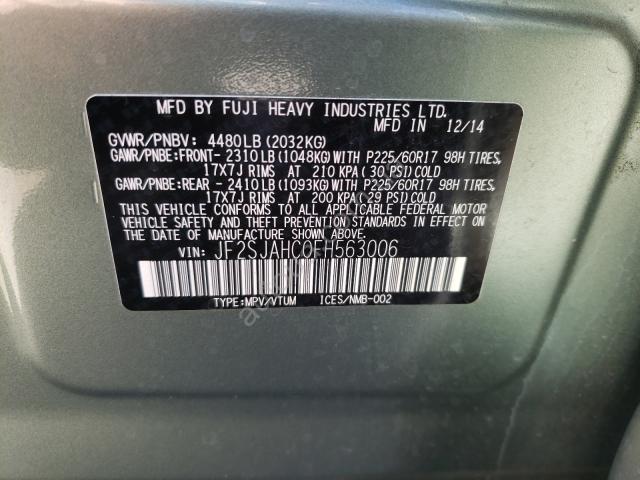 MFD BY FUJI HEAVY INDUSTRIES LTD.
MFD IN 12/14
GVWR/PNBV: 4480LB (2032KG)
GAWR/PNBE:FRONT- 2310 LB (1048KG) WITH P225/60R17 98H TIRES,
17X7J RIMS AT 210 KPA (30 PSI) COLD
GAWR/PNBE:REAR - 2410 LB (1093KG) WITH P225/60R17 98H TIRES,
17X7J RIMS AT 200 KPA (29 PSI) COLD
THIS VEHICLE CONFORMS TO ALL APPLICABLE FEDERAL MOTOR
VEHICLE SAFETY AND THEFT PREVENTION STANDARDS IN EFFECT
ON THE DATE OF MANUFACTURE SHOWN ABOVE.
VIN: JF2SJAHC0FH563006
TYPE:MPV/VTUM ICES/NMB-002